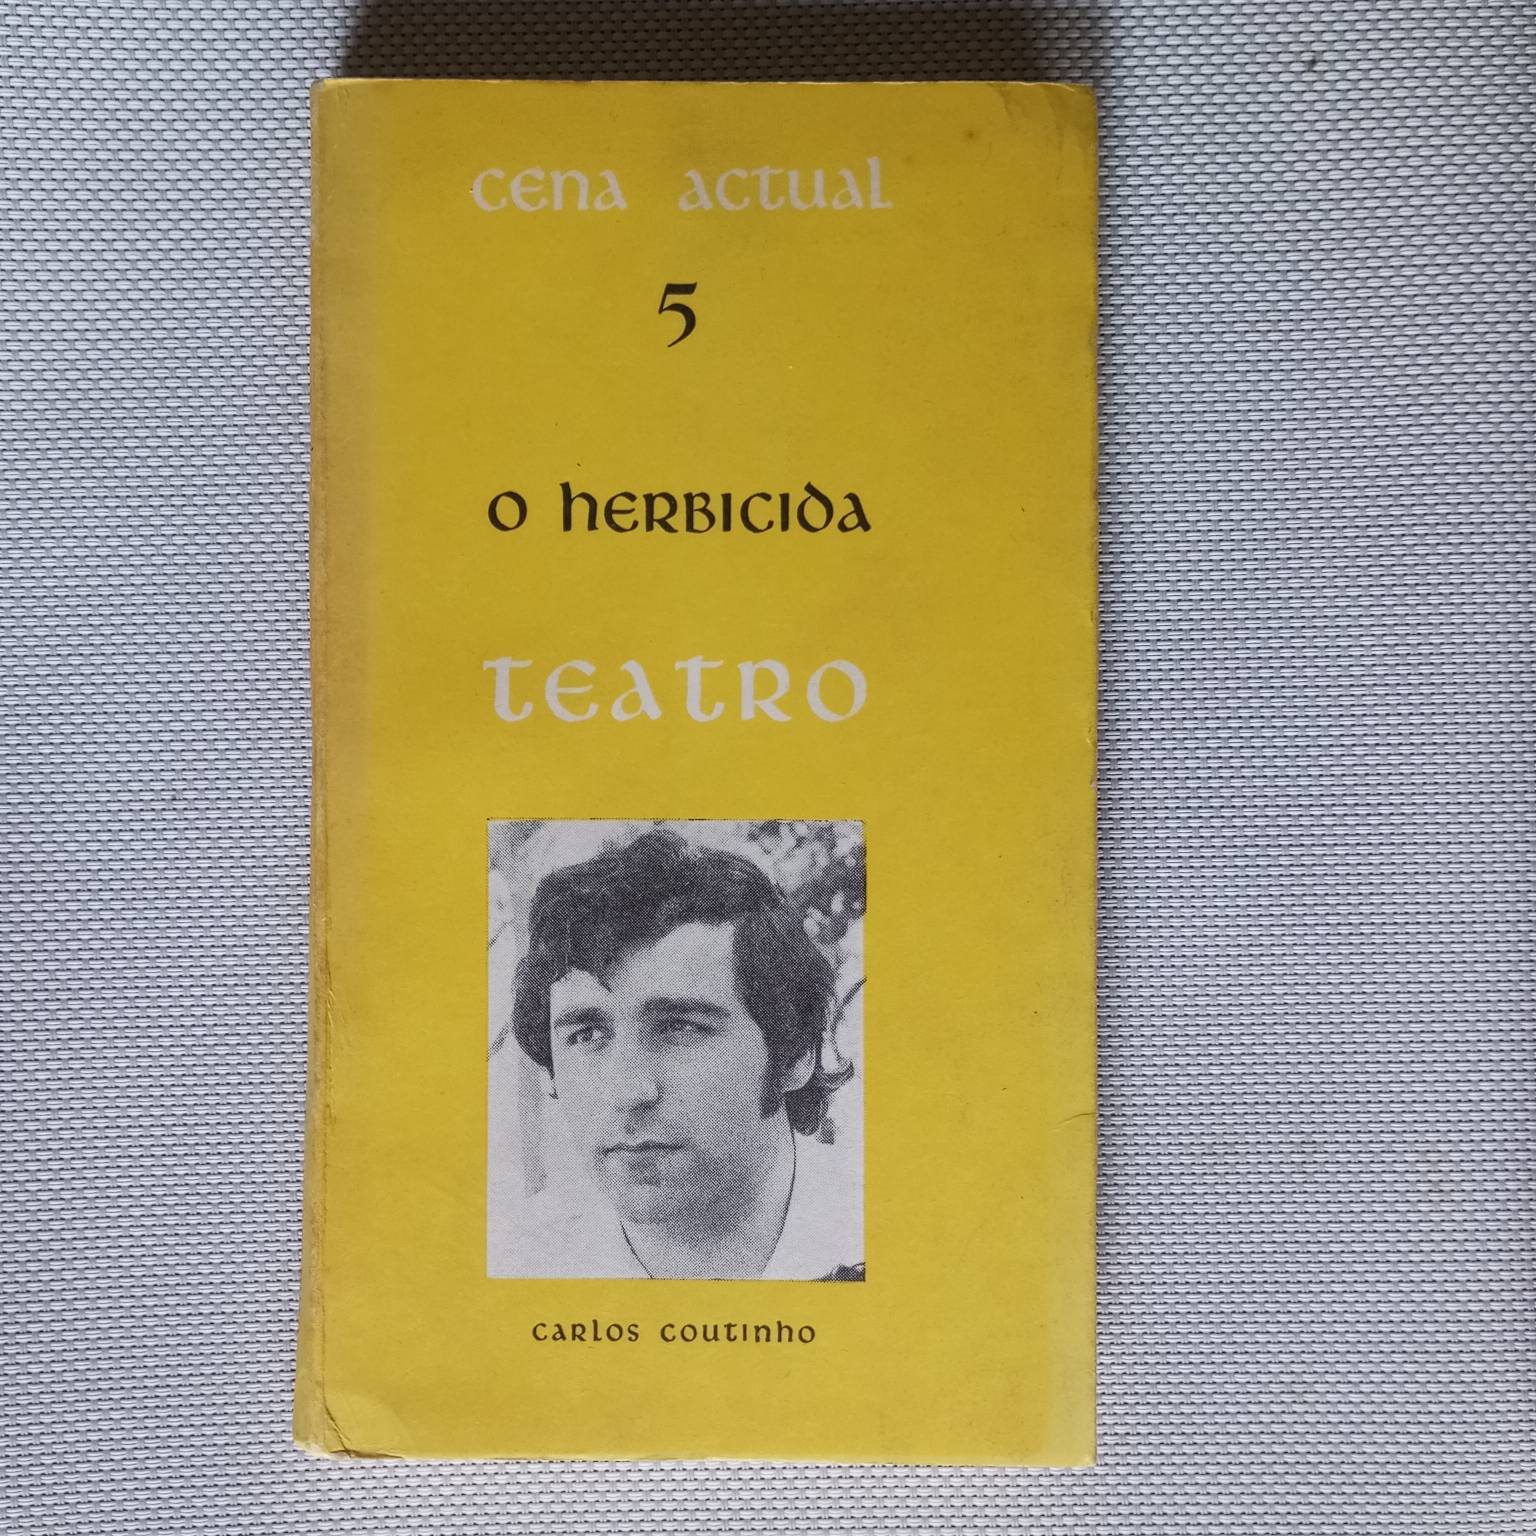 CENA ACTUAL
5
O HERBICIDA
TEATRO
CARLOS COUTINHO